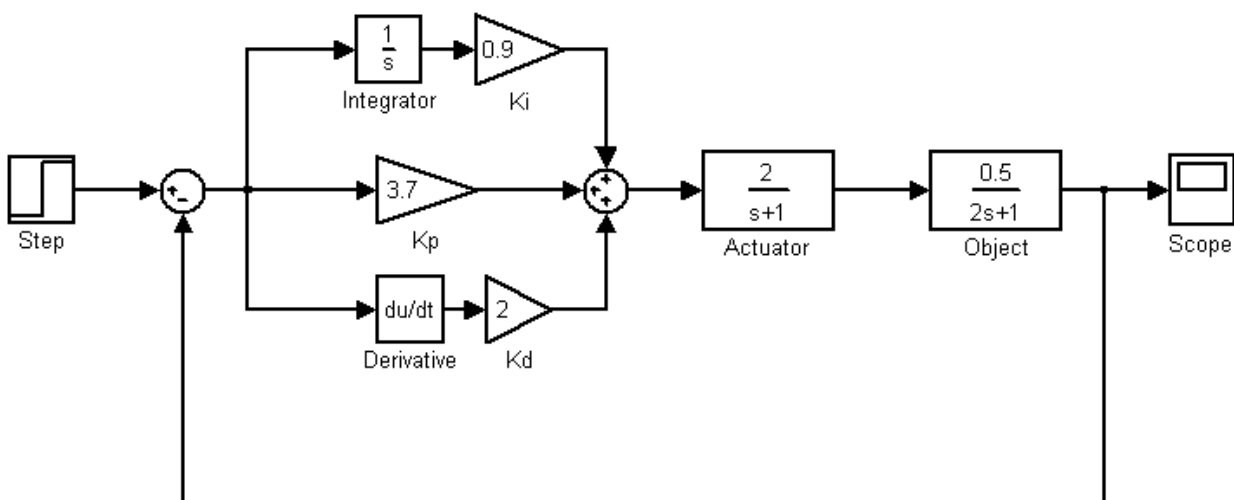 1
s
Integrator
0.9
Ki
Step
+
-
3.7
Kp
+
+
+
2
s+1
Actuator
0.5
2s+1
Object
Scope
du/dt
Derivative
2
Kd